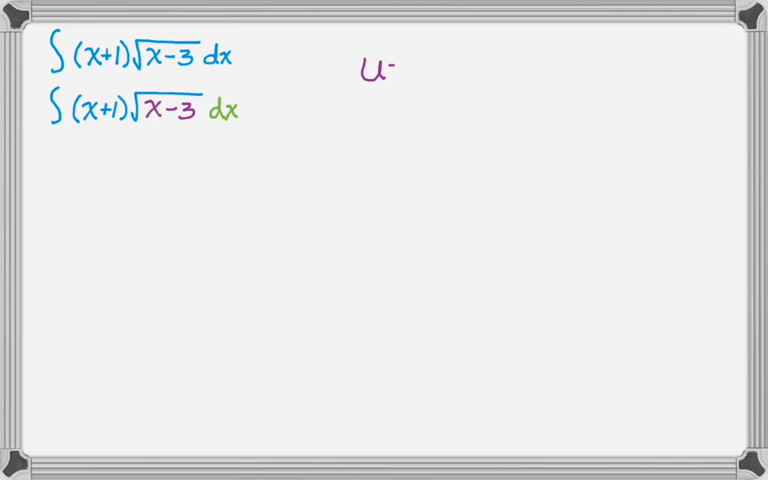 ∫(x+1)√(x-3) dx
∫(x+1)√(x-3) dx
u-